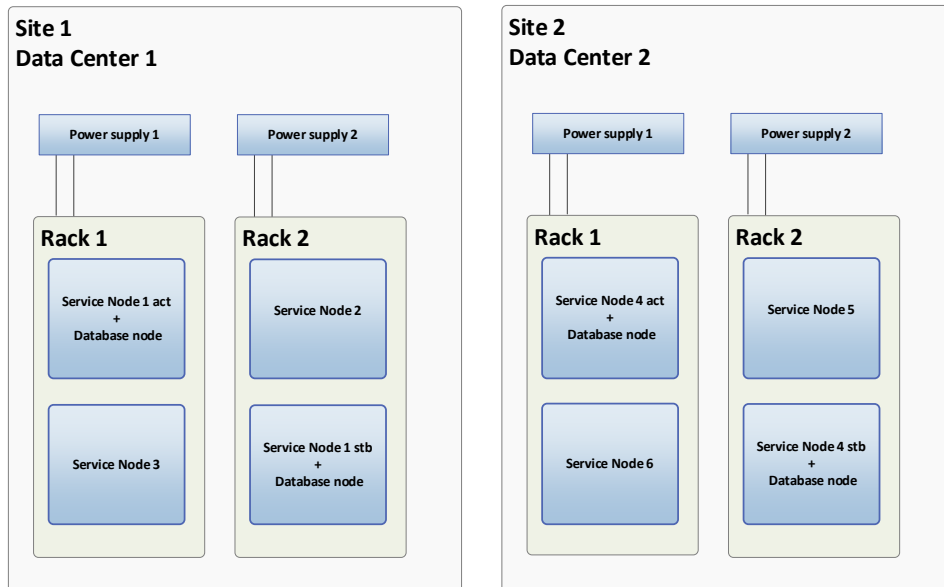 Site 1
Data Center 1
Power supply 1
Power supply 2
Rack 1
Service Node 1 act
+
Database node
Service Node 3
Rack 2
Service Node 2
Service Node 1 stb
+
Database node
Site 2
Data Center 2
Power supply 1
Power supply 2
Rack 1
Service Node 4 act
+
Database node
Service Node 6
Rack 2
Service Node 5
Service Node 4 stb
+
Database node